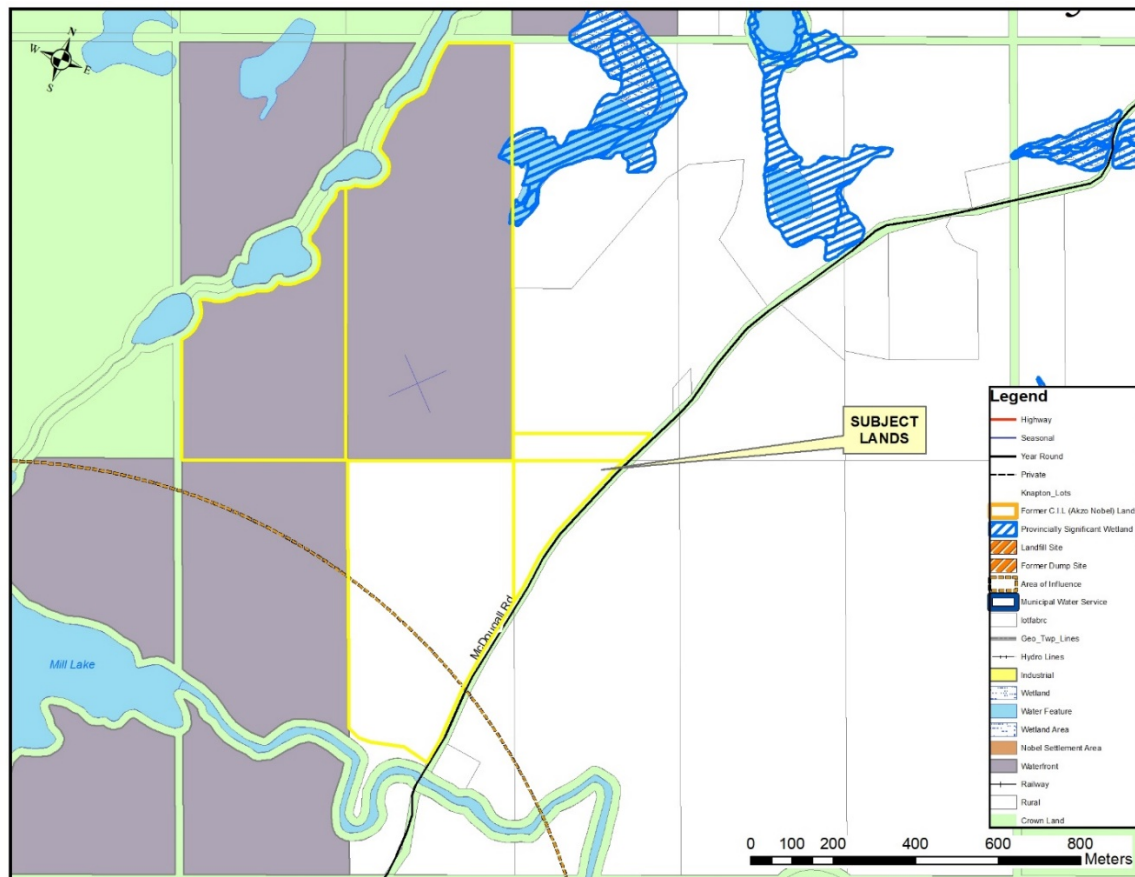 N
W
E
S
SUBJECT
LANDS
McDougall Rd
Mill Lake
Legend
Highway
Seasonal
Year Round
Private
Knapton_Lots
Former C.I.L (Akzo Nobel) Land
Provincially Significant Wetland
Landfill Site
Former Dump Site
Area of Influence
Municipal Water Service
lotfabrc
Geo_Twp_Lines
Hydro Lines
Industrial
Wetland
Water Feature
Wetland Area
Nobel Settlement Area
Waterfront
Railway
Rural
Crown Land
0 100 200 400 600 800
Meters